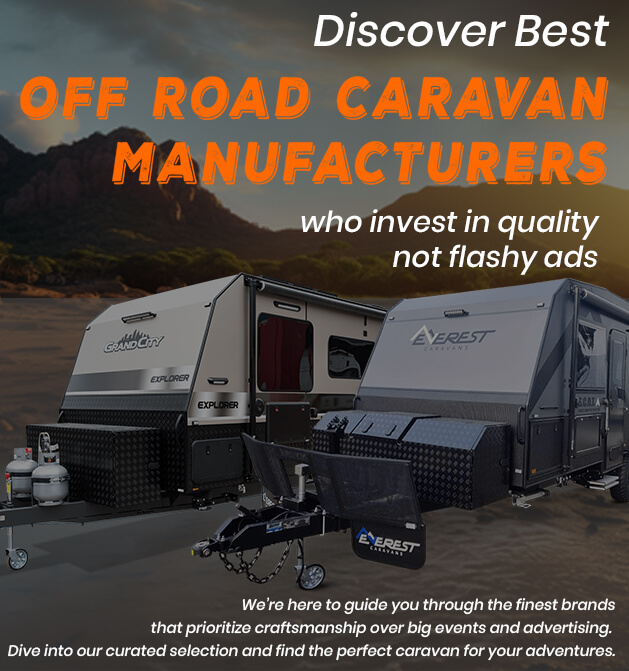 Discover Best
OFF ROAD CARAVAN
MANUFACTURERS
who invest in quality
not flashy ads
GRANDCITY
EXPLORER
EXPLORER
EVEREST
CARAVANS
EVEREST
CARAVANS
We're here to guide you through the finest brands
that prioritize craftsmanship over big events and advertising.
Dive into our curated selection and find the perfect caravan for your adventures.